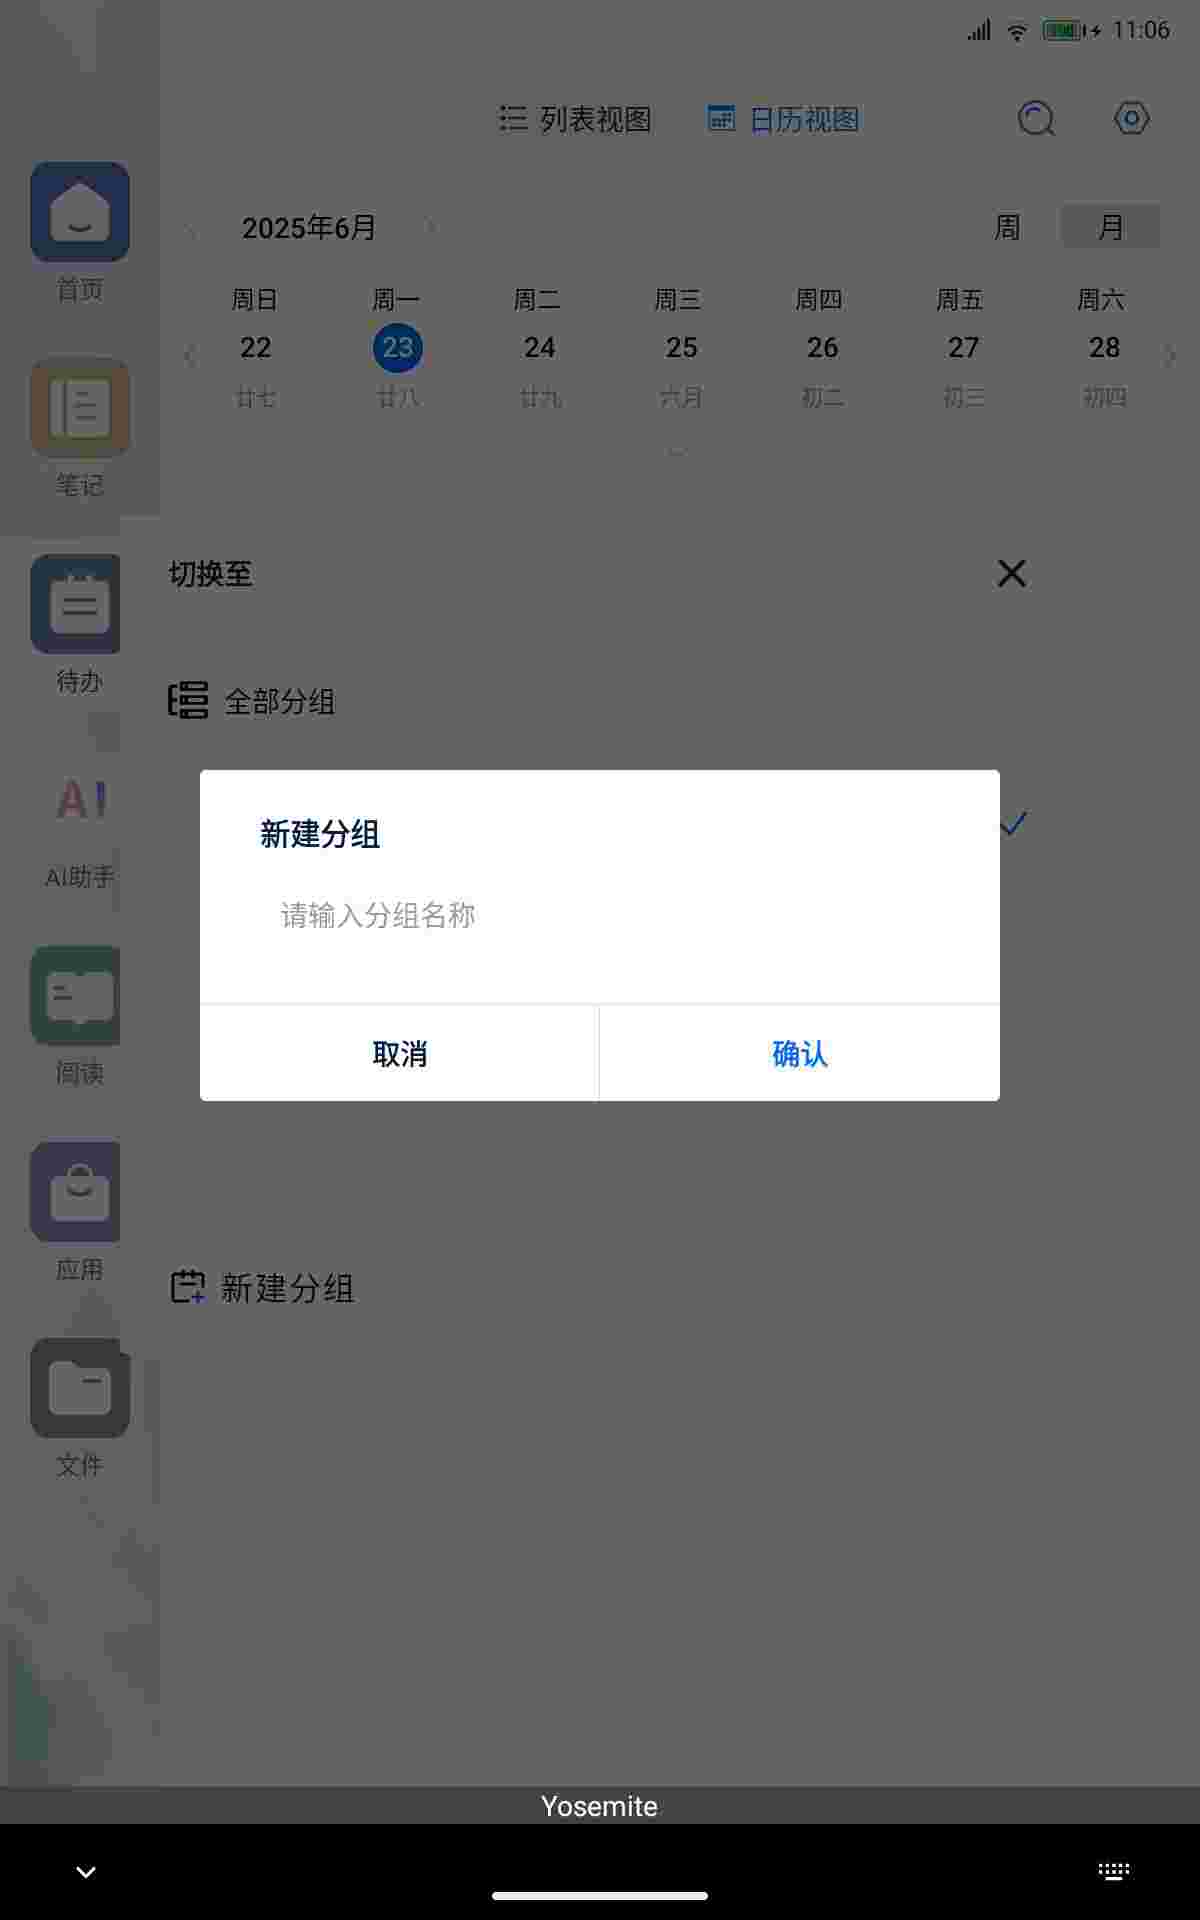 11:06
列表视图 日历视图
2025年6月 周 月
周日 周一 周二 周三 周四 周五 周六
22 23 24 25 26 27 28
廿七 廿八 廿九 六月 初二 初三 初四
首页
笔记
待办
AI
AI助手
阅读
应用
文件
切换至
全部分组
新建分组
请输入分组名称
取消 确认
新建分组
Yosemite